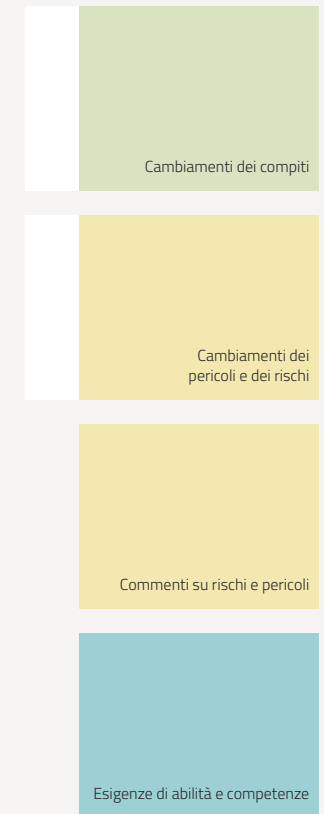 Cambiamenti dei compiti
Cambiamenti dei
pericoli e dei rischi
Commenti su rischi e pericoli
Esigenze di abilità e competenze